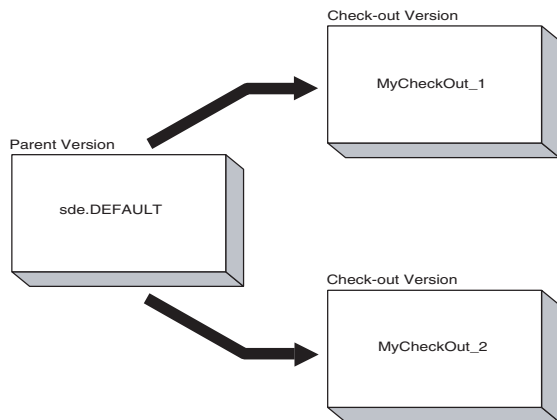 Check-out Version
MyCheckOut_1
Parent Version
sde.DEFAULT
Check-out Version
MyCheckOut_2